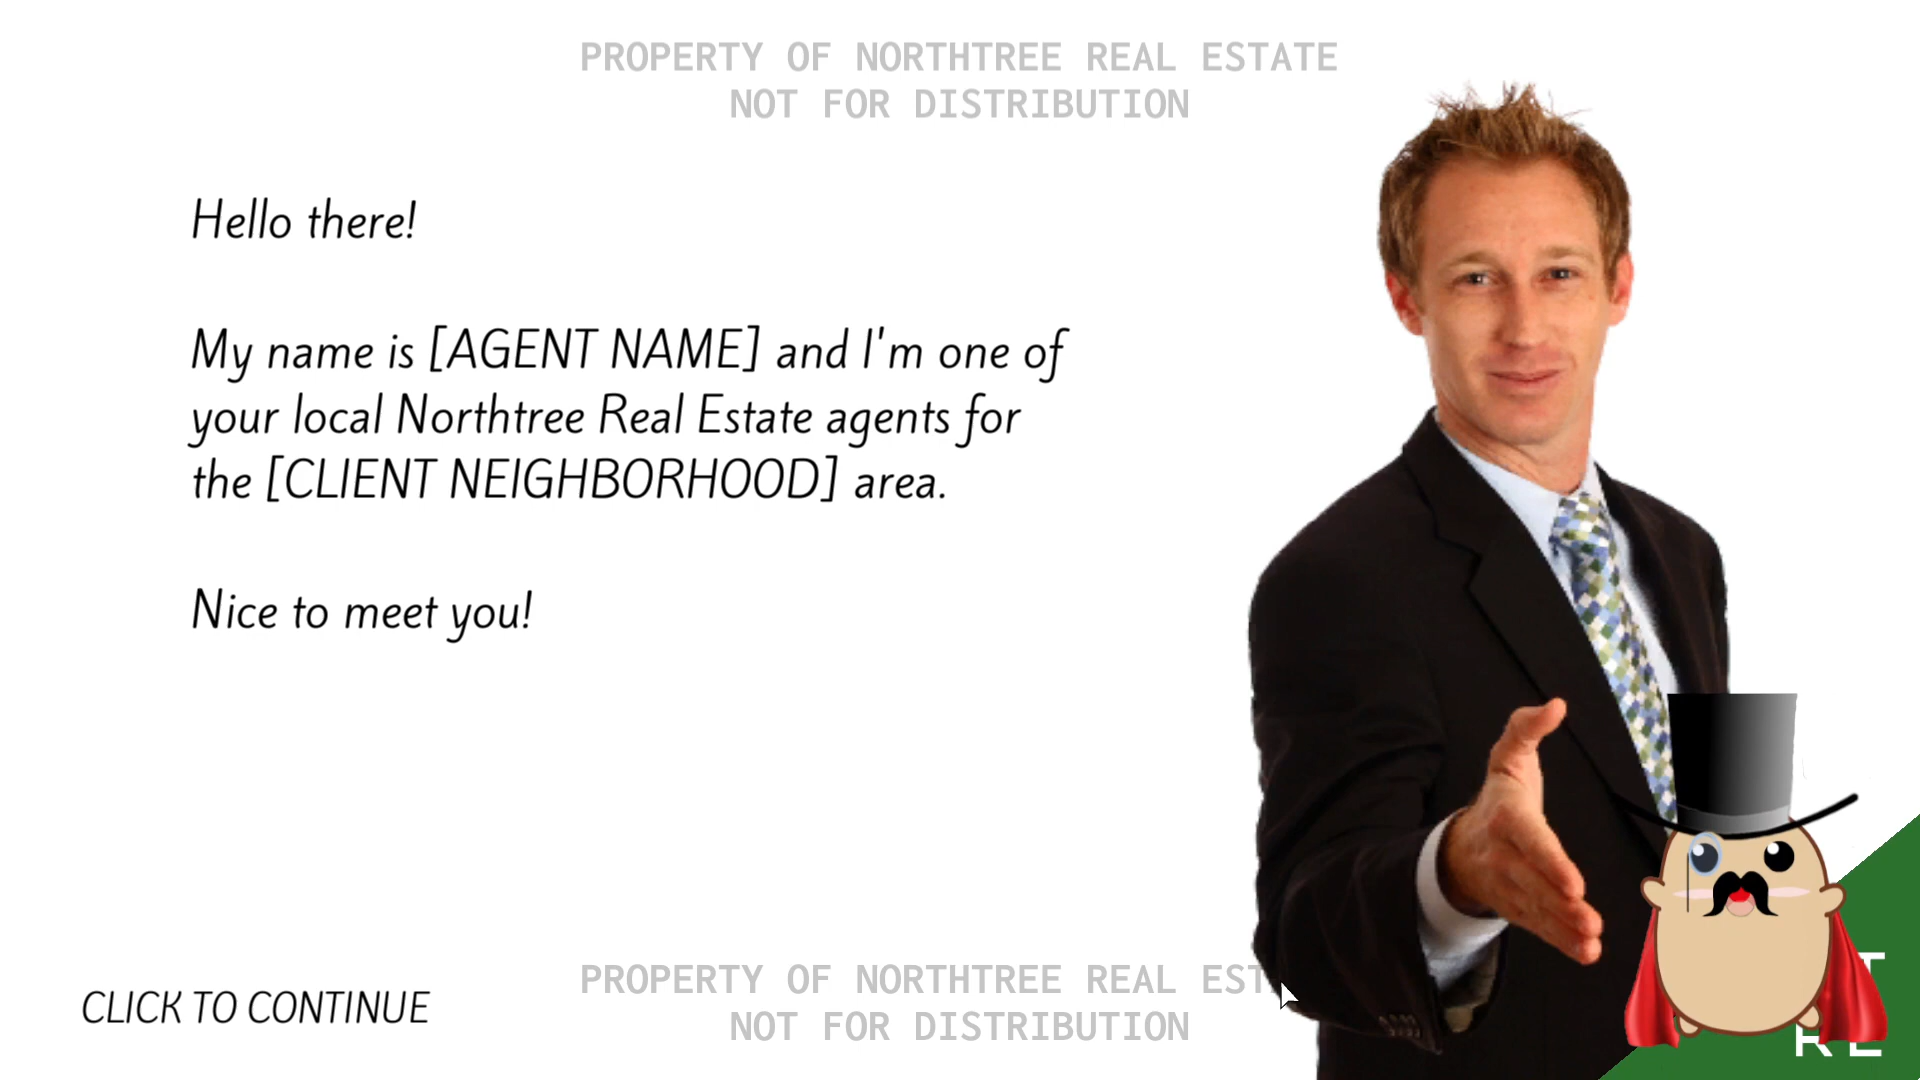 PROPERTY OF NORTHTREE REAL ESTATE
NOT FOR DISTRIBUTION
Hello there!
My name is [AGENT NAME] and I'm one of
your local Northtree Real Estate agents for
the [CLIENT NEIGHBORHOOD] area.
Nice to meet you!
CLICK TO CONTINUE
PROPERTY OF NORTHTREE REAL EST
NOT FOR DISTRIBUTION